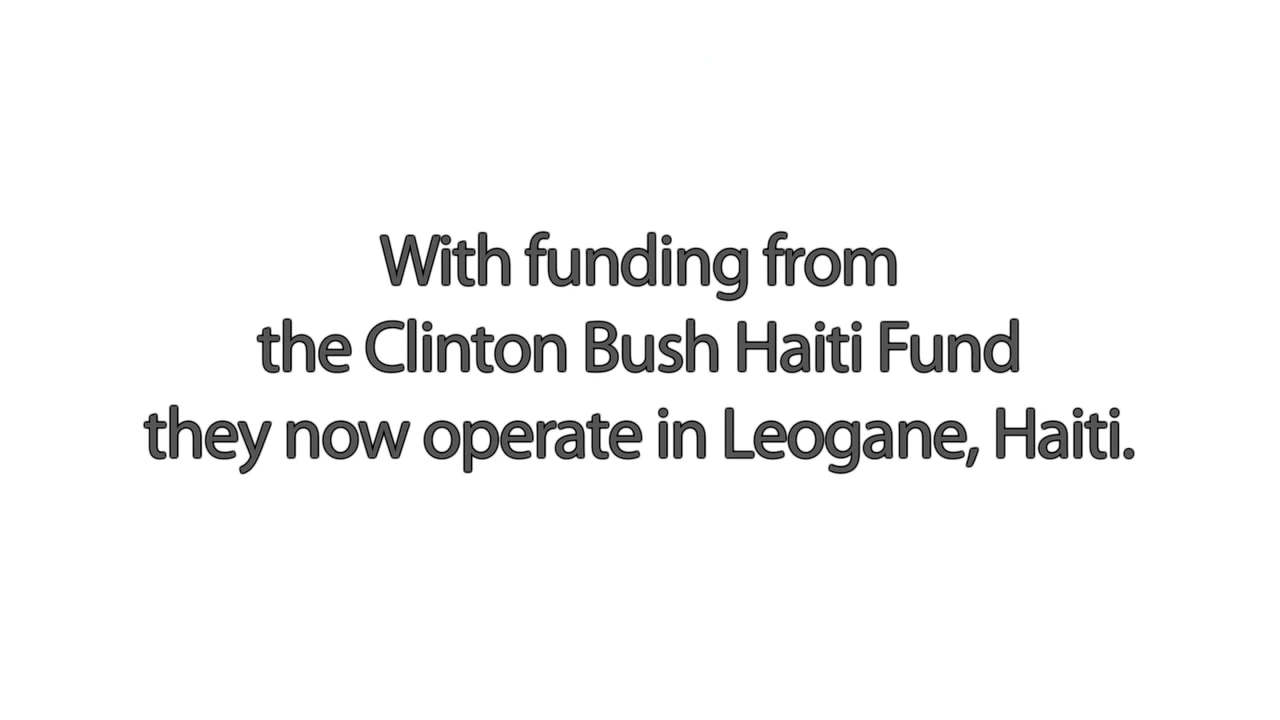 With funding from
the Clinton Bush Haiti Fund
they now operate in Leogane, Haiti.